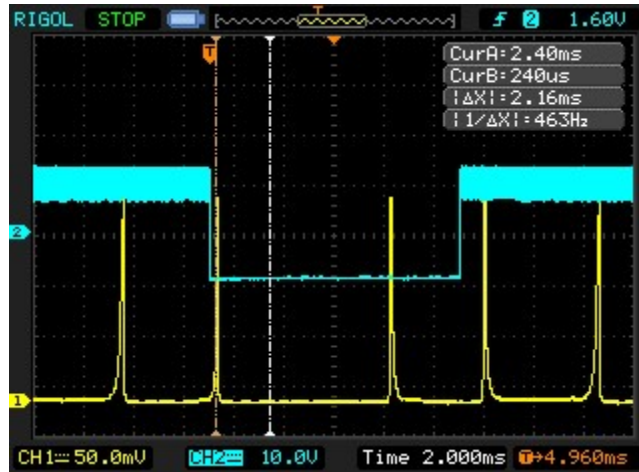 RIGOL STOP T f 2 1.60V
T
CurA:2.40ms
CurB:240us
|ΔX|:2.16ms
|1/ΔX|:463Hz
2
1
CH1 50.0mV CH2 10.0V Time 2.000ms T→4.960ms